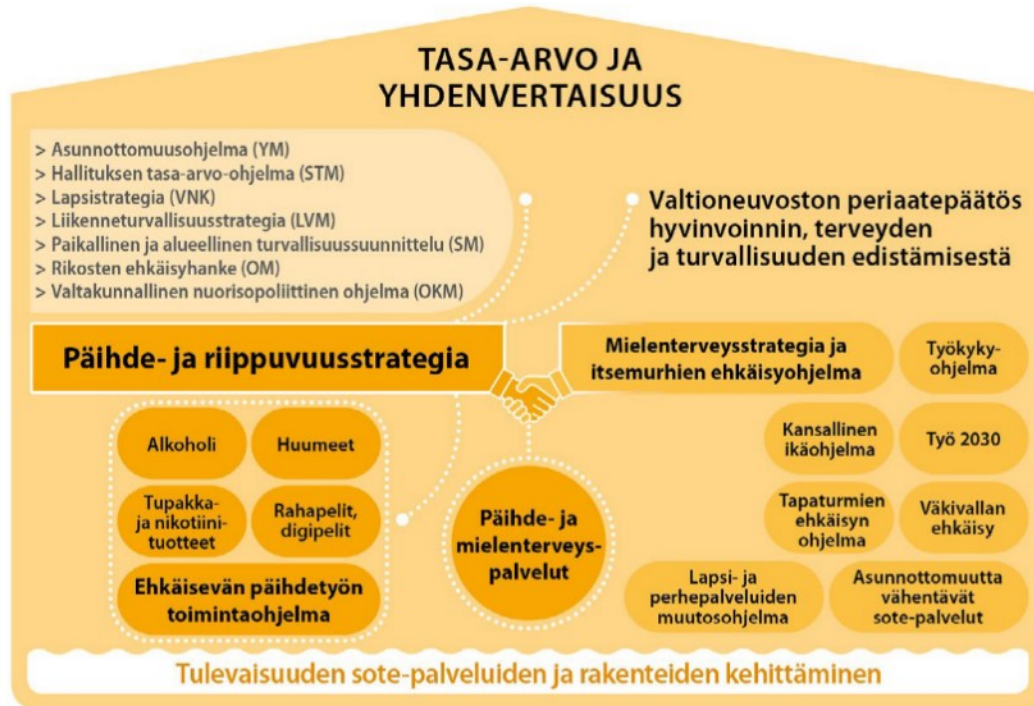 TASA-ARVO JA
YHDENVERTAISUUS
> Asunnottomuusohjelma (YM)
> Hallituksen tasa-arvo-ohjelma (STM)
> Lapsistrategia (VNK)
> Liikenneturvallisuusstrategia (LVM)
> Paikallinen ja alueellinen turvallisuussuunnittelu (SM)
> Rikosten ehkäisyhanke (OM)
> Valtakunnallinen nuorisopoliittinen ohjelma (OKM)
Valtioneuvoston periaatepäätös
hyvinvoinnin, terveyden
ja turvallisuuden edistämisestä
Päihde- ja riippuvuusstrategia
Mielenterveysstrategia ja
itsemurhien ehkäisyohjelma
Työkyky-
ohjelma
Alkoholi
Huumeet
Tupakka-
ja nikotiini-
tuotteet
Rahapelit,
digipelit
Ehkäisevän päihdetyön
toimintaohjelma
Päihde- ja
mielenterveys-
palvelut
Kansallinen
ikäohjelma
Työ 2030
Tapaturmien
ehkäisyn
ohjelma
Väkivallan
ehkäisy
Lapsi- ja
perhepalveluiden
muutosohjelma
Asunnottomuutta
vähentävät
sote-palvelut
Tulevaisuuden sote-palveluiden ja rakenteiden kehittäminen